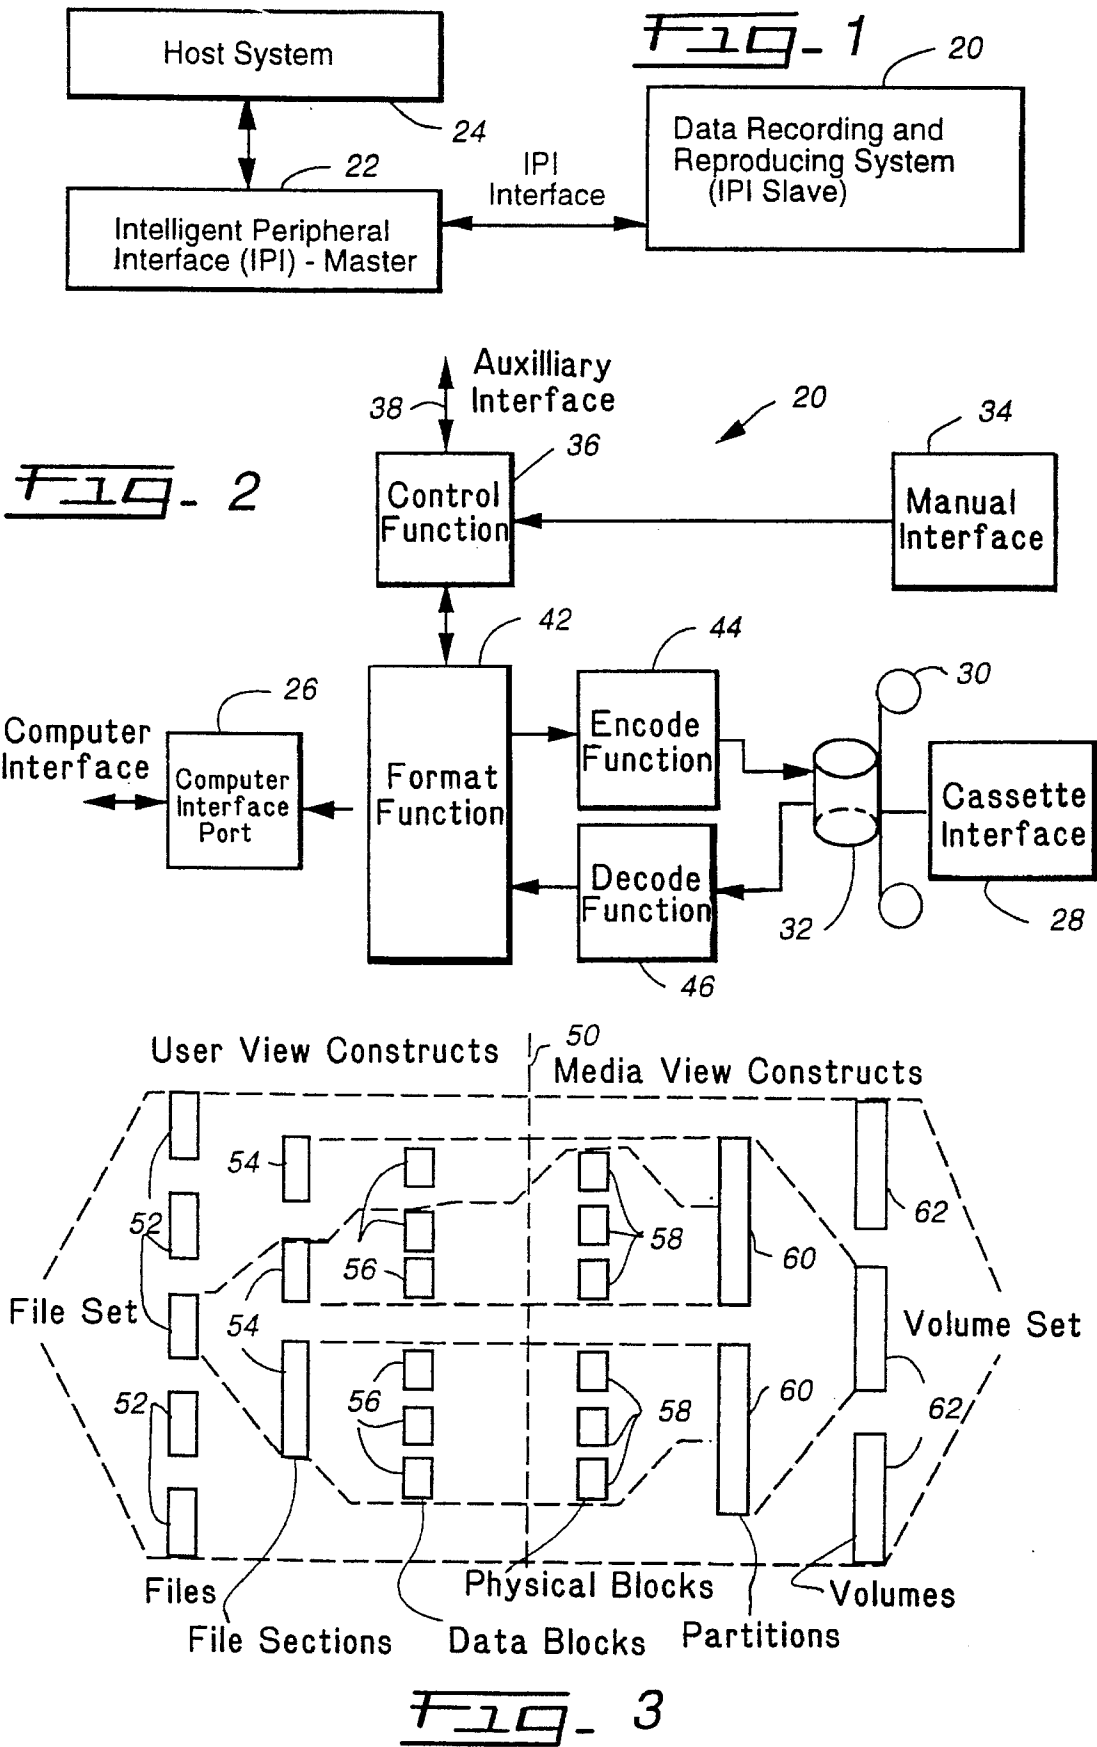 Fig- 1
Host System
24
20
Data Recording and
Reproducing System
(IPI Slave)
22
IPI
Interface
Intelligent Peripheral
Interface (IPI) - Master
Fig- 2
Auxilliary
Interface
38
20
36
34
Control
Function
Manual
Interface
42
44
30
26
Computer
Interface
Computer
Interface
Port
Format
Function
Encode
Function
Decode
Function
Cassette
Interface
32
28
46
50
User View Constructs
Media View Constructs
54
52
56
58
60
62
File Set
54
Volume Set
52
56
58
60
62
Files
File Sections
Data Blocks
Physical Blocks
Partitions
Volumes
Fig- 3